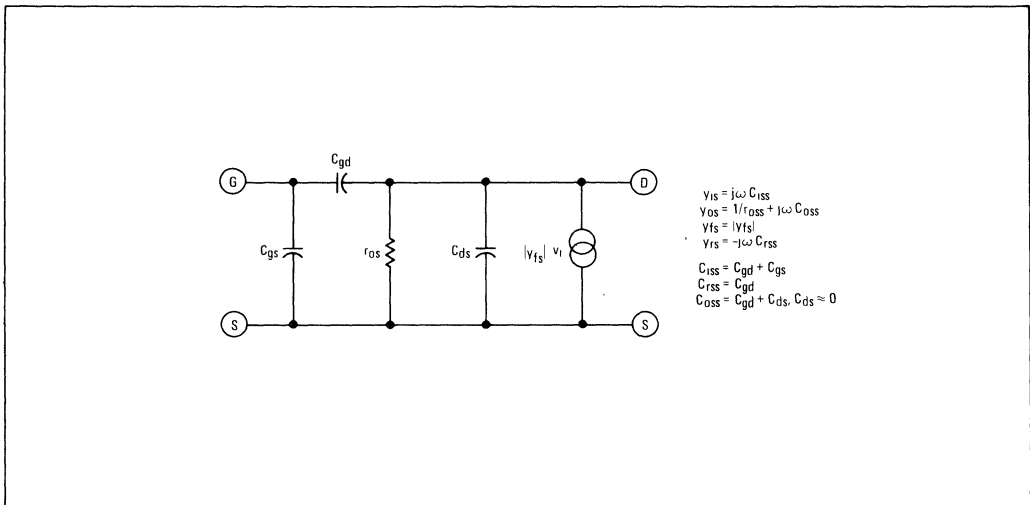 Cgd
G
D
Cgs
ros
Cds
|yfs| vi
S
S
yis = jω Ciss
yos = 1/ross + jω Coss
yfs = |yfs|
yrs = -jω Crss
Ciss = Cgd + Cgs
Crss = Cgd
Coss = Cgd + Cds, Cds ≈ 0